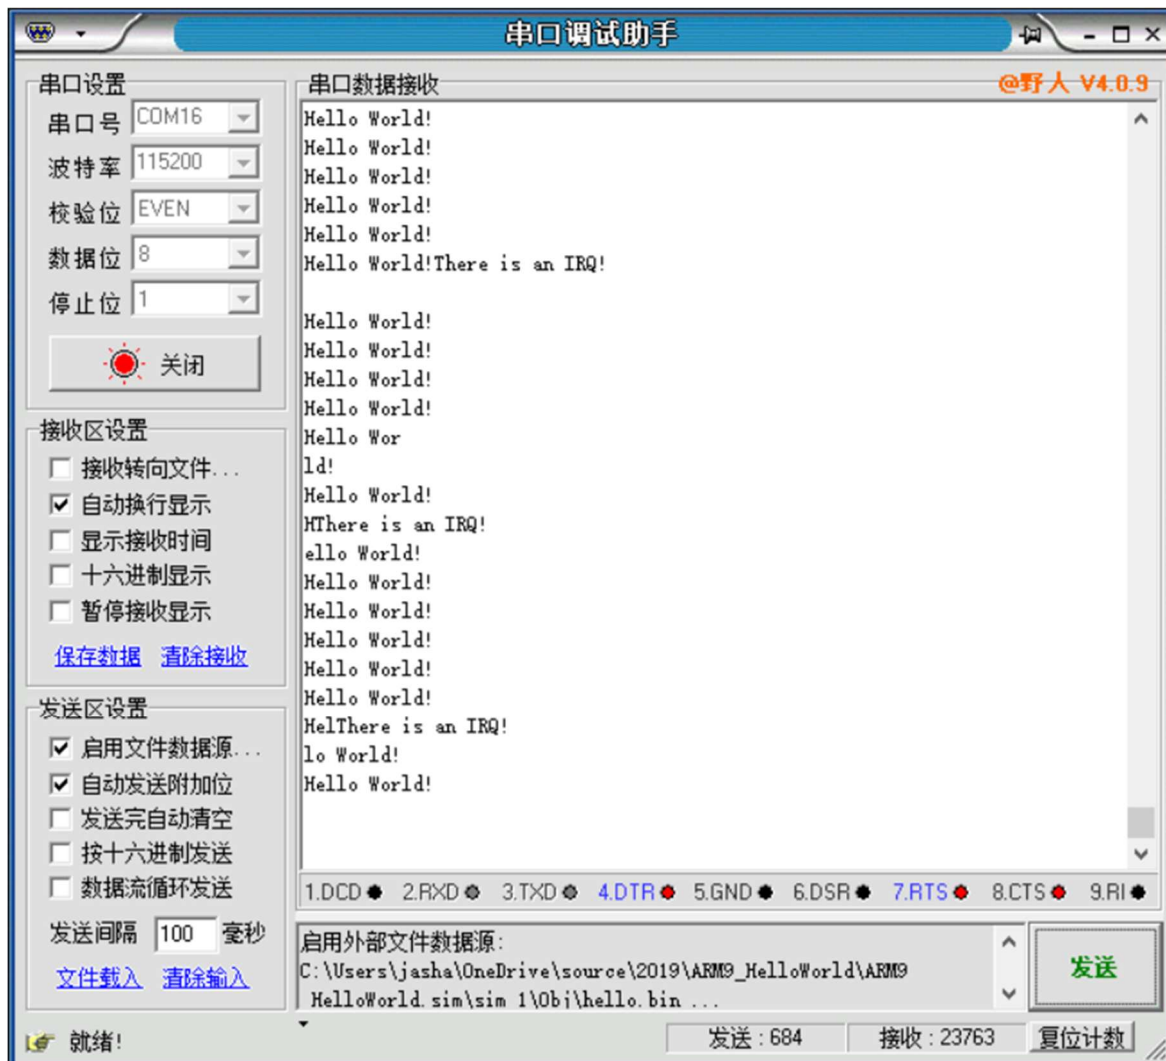 串口调试助手
串口设置
串口号 COM16
波特率 115200
校验位 EVEN
数据位 8
停止位 1
关闭
接收区设置
接收转向文件...
自动换行显示
显示接收时间
十六进制显示
暂停接收显示
保存数据 清除接收
发送区设置
启用文件数据源...
自动发送附加位
发送完自动清空
按十六进制发送
数据流循环发送
发送间隔 100 毫秒
文件载入 清除输入
串口数据接收 @野人 V4.0.9
Hello World!
Hello World!
Hello World!
Hello World!
Hello World!
Hello World!There is an IRQ!
Hello World!
Hello World!
Hello World!
Hello World!
Hello Wor
ld!
Hello World!
HThere is an IRQ!
ello World!
Hello World!
Hello World!
Hello World!
Hello World!
Hello World!
HelThere is an IRQ!
lo World!
Hello World!
1.DCD 2.RXD 3.TXD 4.DTR 5.GND 6.DSR 7.RTS 8.CTS 9.RI
启用外部文件数据源:
C:\Users\jasha\OneDrive\source\2019\ARM9_HelloWorld\ARM9
_HelloWorld.sim\sim_1\Obj\hello.bin ...
发送
就绪! 发送 : 684 接收 : 23763 复位计数